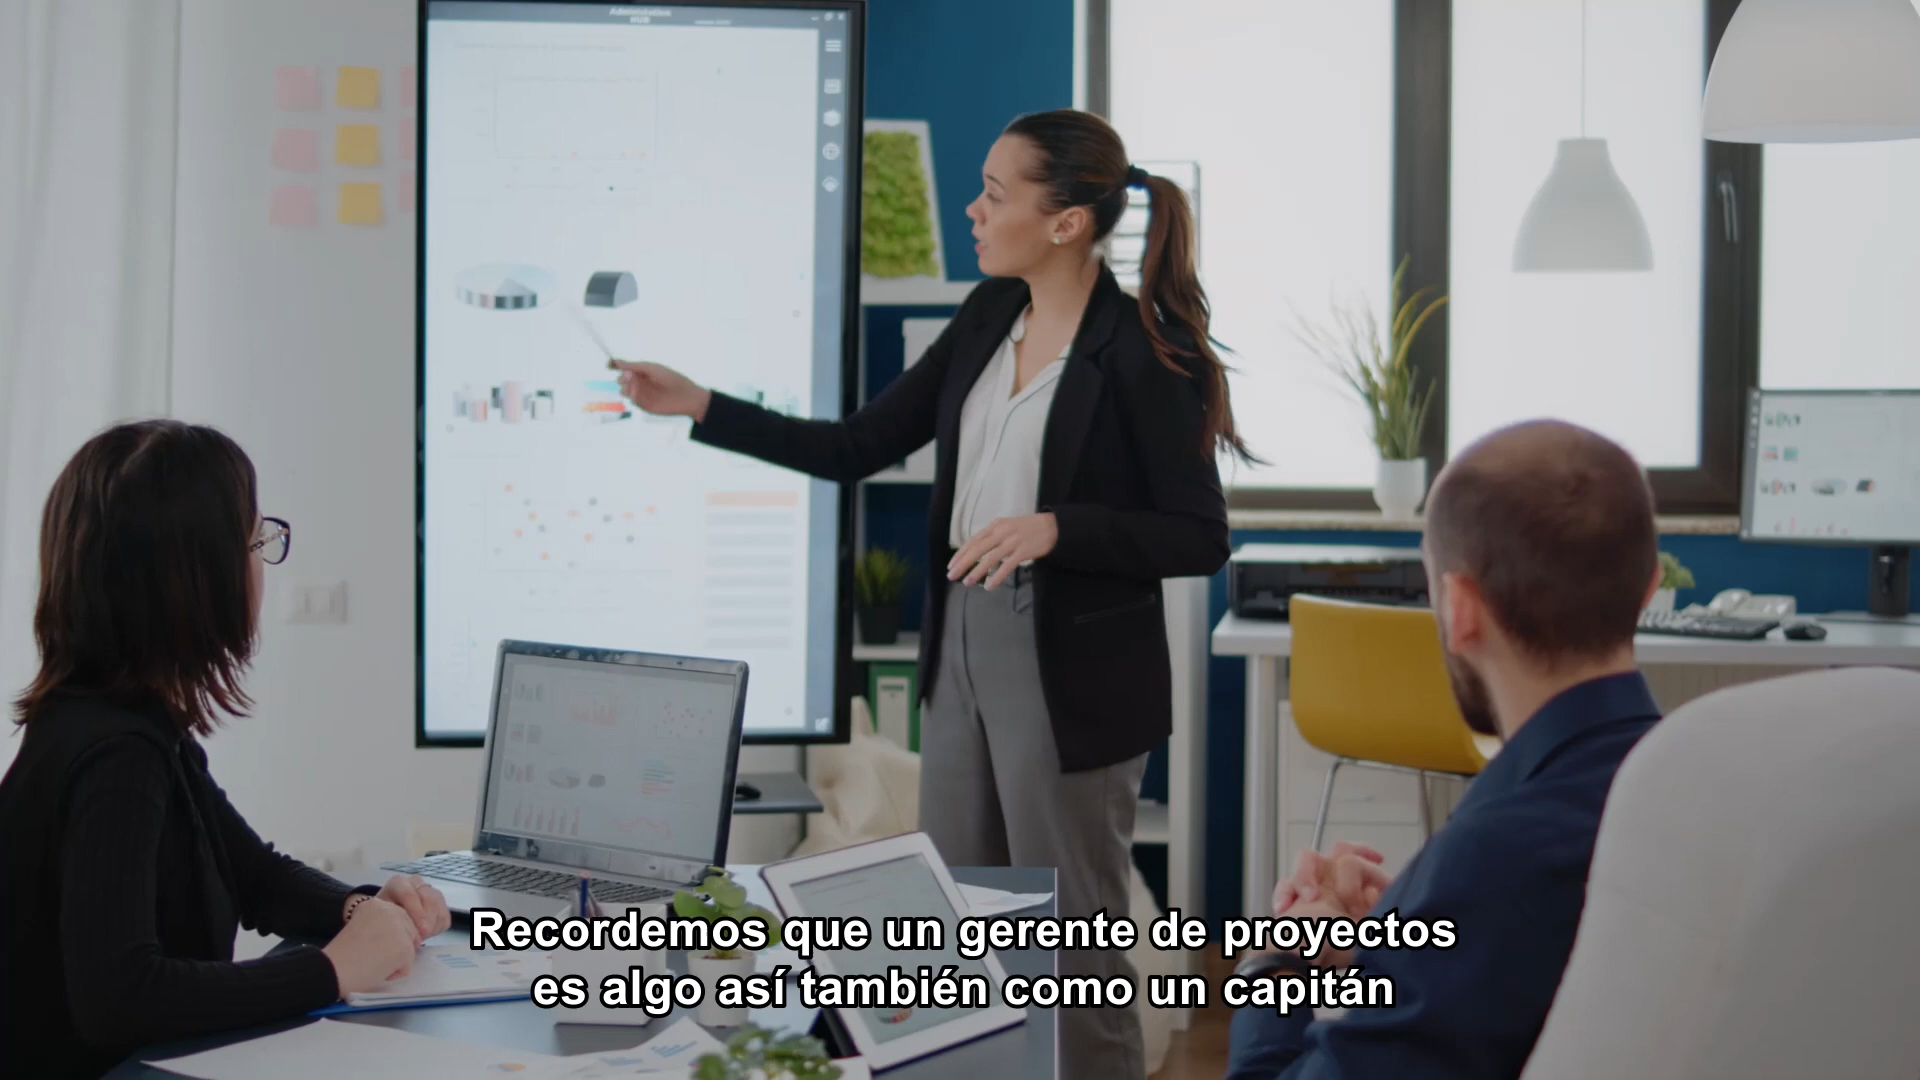 Recordemos que un gerente de proyectos
es algo así también como un capitán